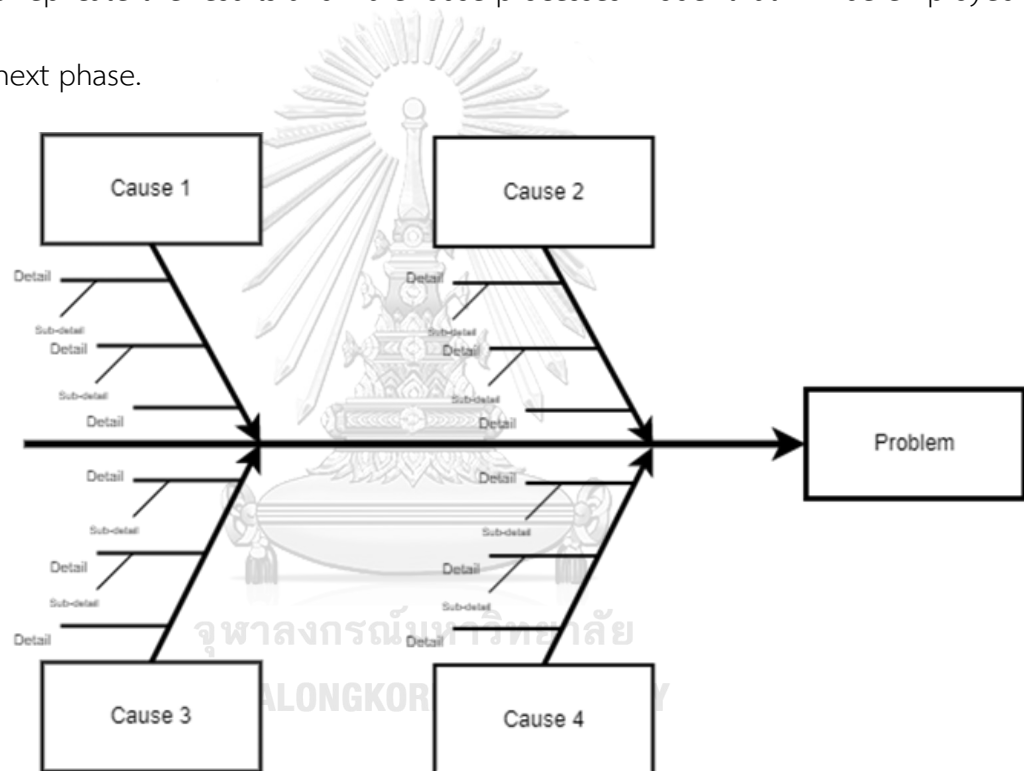 next phase.
Cause 1
Cause 2
Detail
Detail
Sub-detail
Sub-detail
Detail
Detail
Sub-detail
Sub-detail
Detail
Detail
Problem
Detail
Detail
Sub-detail
Sub-detail
Detail
Detail
Sub-detail
Sub-detail
Detail
Detail
จุฬาลงกรณ์มหาวิทยาลัย
ALONGKOR
Y
Cause 3
Cause 4